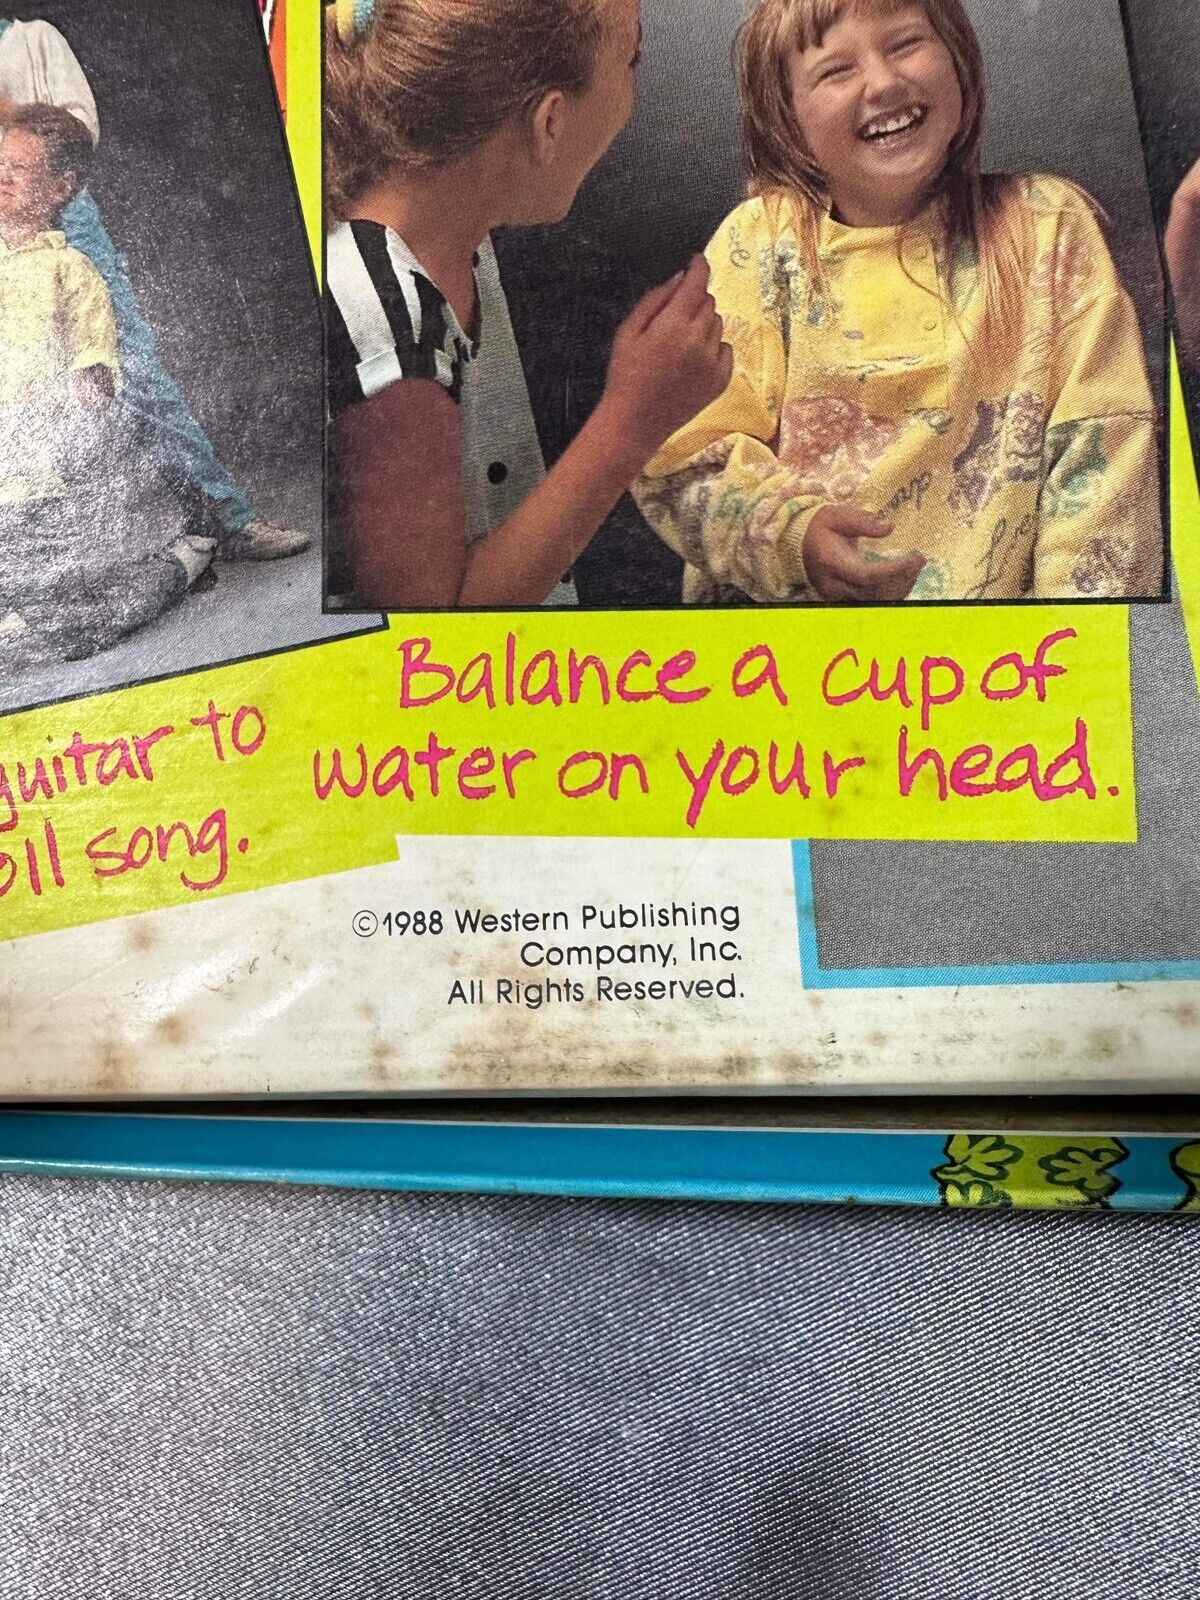 guitar to
song.
Balance a cup of
water on your head.
©1988 Western Publishing
Company, Inc.
All Rights Reserved.